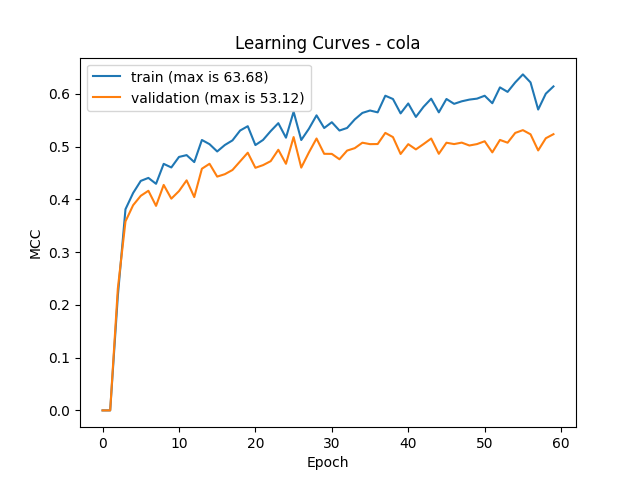 Learning Curves - cola
train (max is 63.68)
validation (max is 53.12)
MCC
0.6
0.5
0.4
0.3
0.2
0.1
0.0
0 10 20 30 40 50 60
Epoch